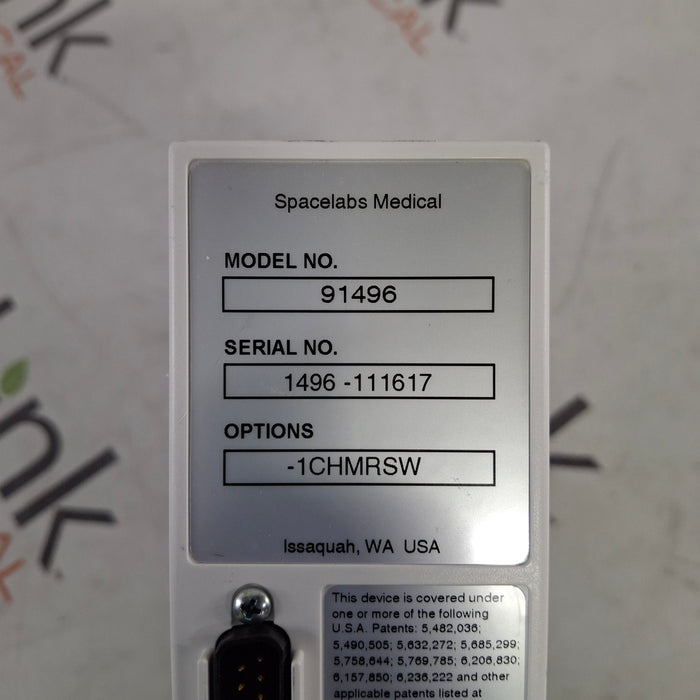 Spacelabs Medical
MODEL NO.
91496
SERIAL NO.
1496 -111617
OPTIONS
-1CHMRSW
Issaquah, WA USA
This device is covered under
one or more of the following
U.S.A. Patents: 5,482,036;
5,490,505; 5,632,272; 5,685,299;
5,758,644; 5,769,785; 6,206,830;
6,157,850; 6,236,222 and other
applicable patents listed at